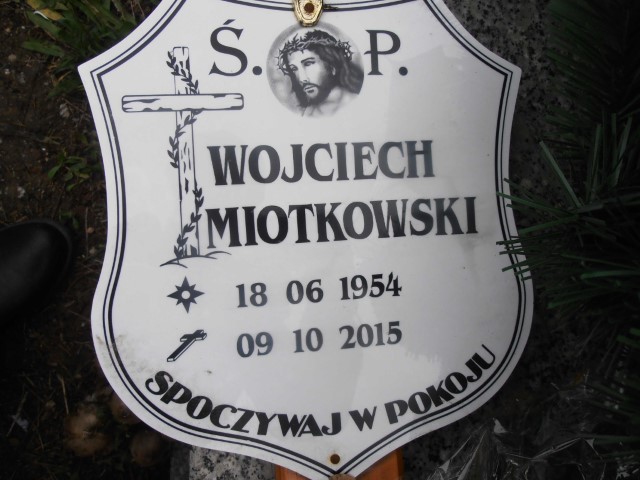 Ś. P.
WOJCIECH
MIOTKOWSKI
18 06 1954
09 10 2015
SPOCZYWAJ W POKOJU